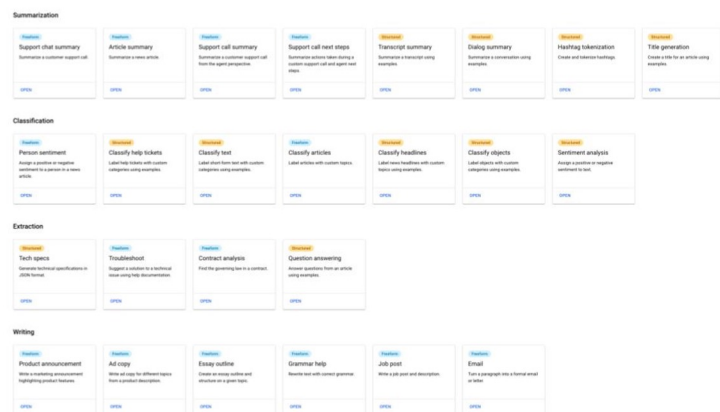 Summarization
Freeform
Support chat summary
Summarize a customer support call
OPEN
Freeform
Article summary
Summarize a news article.
OPEN
Freeform
Support call summary
Summarize a customer support call
from the agent perspective.
OPEN
Freeform
Support call next steps
Summarize actions taken during a
custom support call and agent next
steps.
OPEN
Structured
Transcript summary
Summarize a transcript using
examples.
OPEN
Structured
Dialog summary
Summarize a conversation using
examples.
OPEN
Structured
Hashtag tokenization
Create and tokenize hashtags.
OPEN
Structured
Title generation
Create a title for an article using
examples.
OPEN
Classification
Freeform
Person sentiment
Assign a positive or negative
sentiment to a person in a news
article.
OPEN
Structured
Classify help tickets
Label help tickets with custom
categories using examples.
OPEN
Structured
Classify text
Label short-form text with custom
categories using examples.
OPEN
Freeform
Classify articles
Label articles with custom topics.
OPEN
Structured
Classify headlines
Label news headlines with custom
topics using examples.
OPEN
Structured
Classify objects
Label objects with custom
categories using examples.
OPEN
Structured
Sentiment analysis
Assign a positive or negative
sentiment to text.
OPEN
Extraction
Structured
Tech specs
Generate technical specifications in
JSON format.
OPEN
Freeform
Troubleshoot
Suggest a solution to a technical
issue using help documentation.
OPEN
Freeform
Contract analysis
Find the governing law in a contract.
OPEN
Structured
Question answering
Answer questions from an article
using examples.
OPEN
Writing
Freeform
Product announcement
Write a marketing announcement
highlighting product features.
OPEN
Freeform
Ad copy
Write ad copy for different topics
from a product description.
OPEN
Freeform
Essay outline
Create an essay outline and
structure on a given topic.
OPEN
Freeform
Grammar help
Rewrite text with correct grammar.
OPEN
Freeform
Job post
Write a job post and description.
OPEN
Freeform
Email
Turn a paragraph into a formal email
or letter.
OPEN